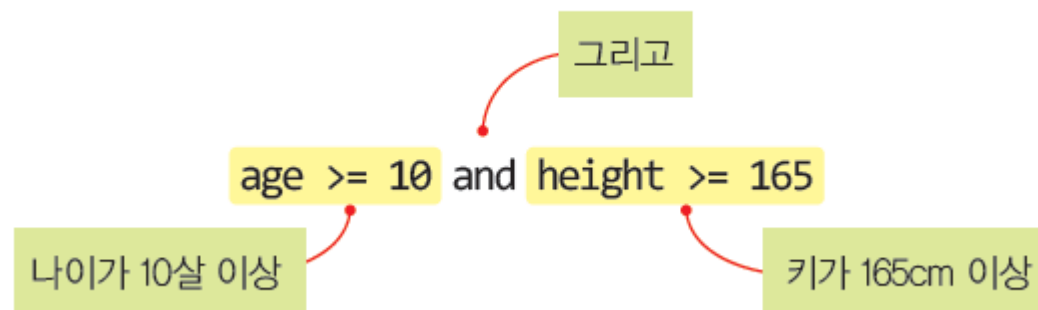 그리고
age >= 10 and height >= 165
나이가 10살 이상
키가 165cm 이상